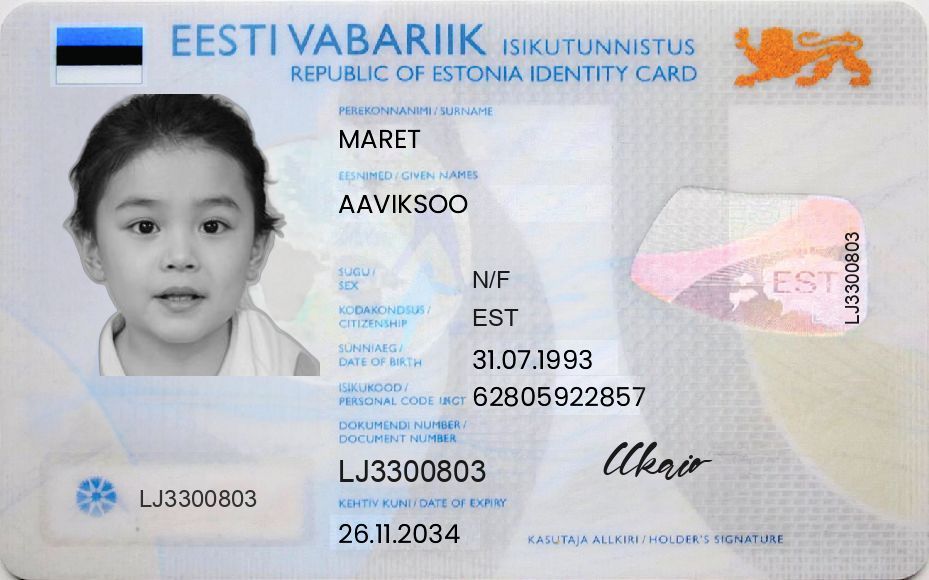 EESTI VABARIIK ISIKUTUNNISTUS
REPUBLIC OF ESTONIA IDENTITY CARD
PEREKONNANIMI / SURNAME
MARET
EESNIMED / GIVEN NAMES
AAVIKSOO
SUGU /
SEX
N/F
KODAKONDSUS /
CITIZENSHIP
EST
SÜNNIAEG /
DATE OF BIRTH
31.07.1993
ISIKUKOOD /
PERSONAL CODE
62805922857
DOKUMENDI NUMBER /
DOCUMENT NUMBER
LJ3300803
KEHTIV KUNI / DATE OF EXPIRY
26.11.2034
LJ3300803
EST
LJ3300803
KASUTAJA ALLKIRI / HOLDER'S SIGNATURE